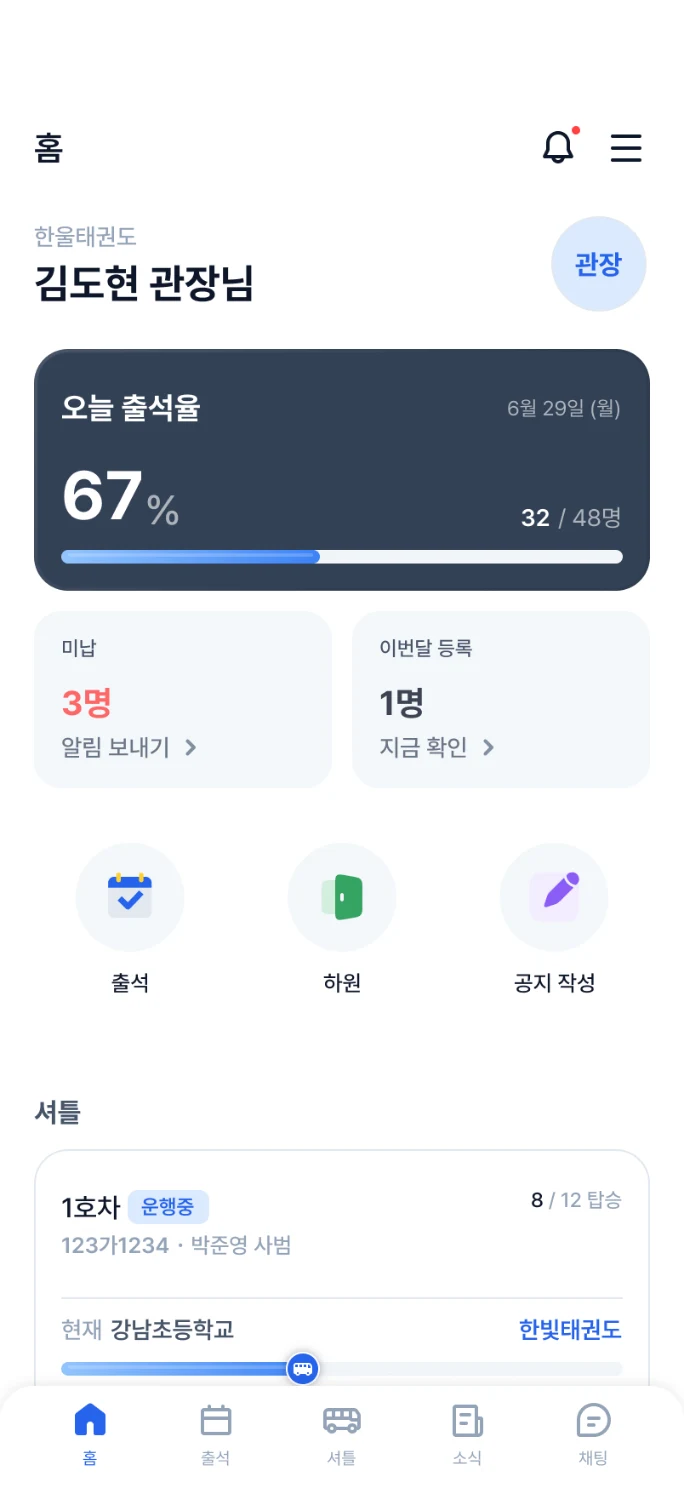 홈
한울태권도
김도현 관장님
관장
오늘 출석율
6월 29일 (월)
67%
32 / 48명
미납
3명
알림 보내기
이번달 등록
1명
지금 확인
출석
하원
공지 작성
셔틀
1호차 운행중
8 / 12 탑승
123가1234 · 박준영 사범
현재 강남초등학교
한빛태권도
홈
출석
셔틀
소식
채팅